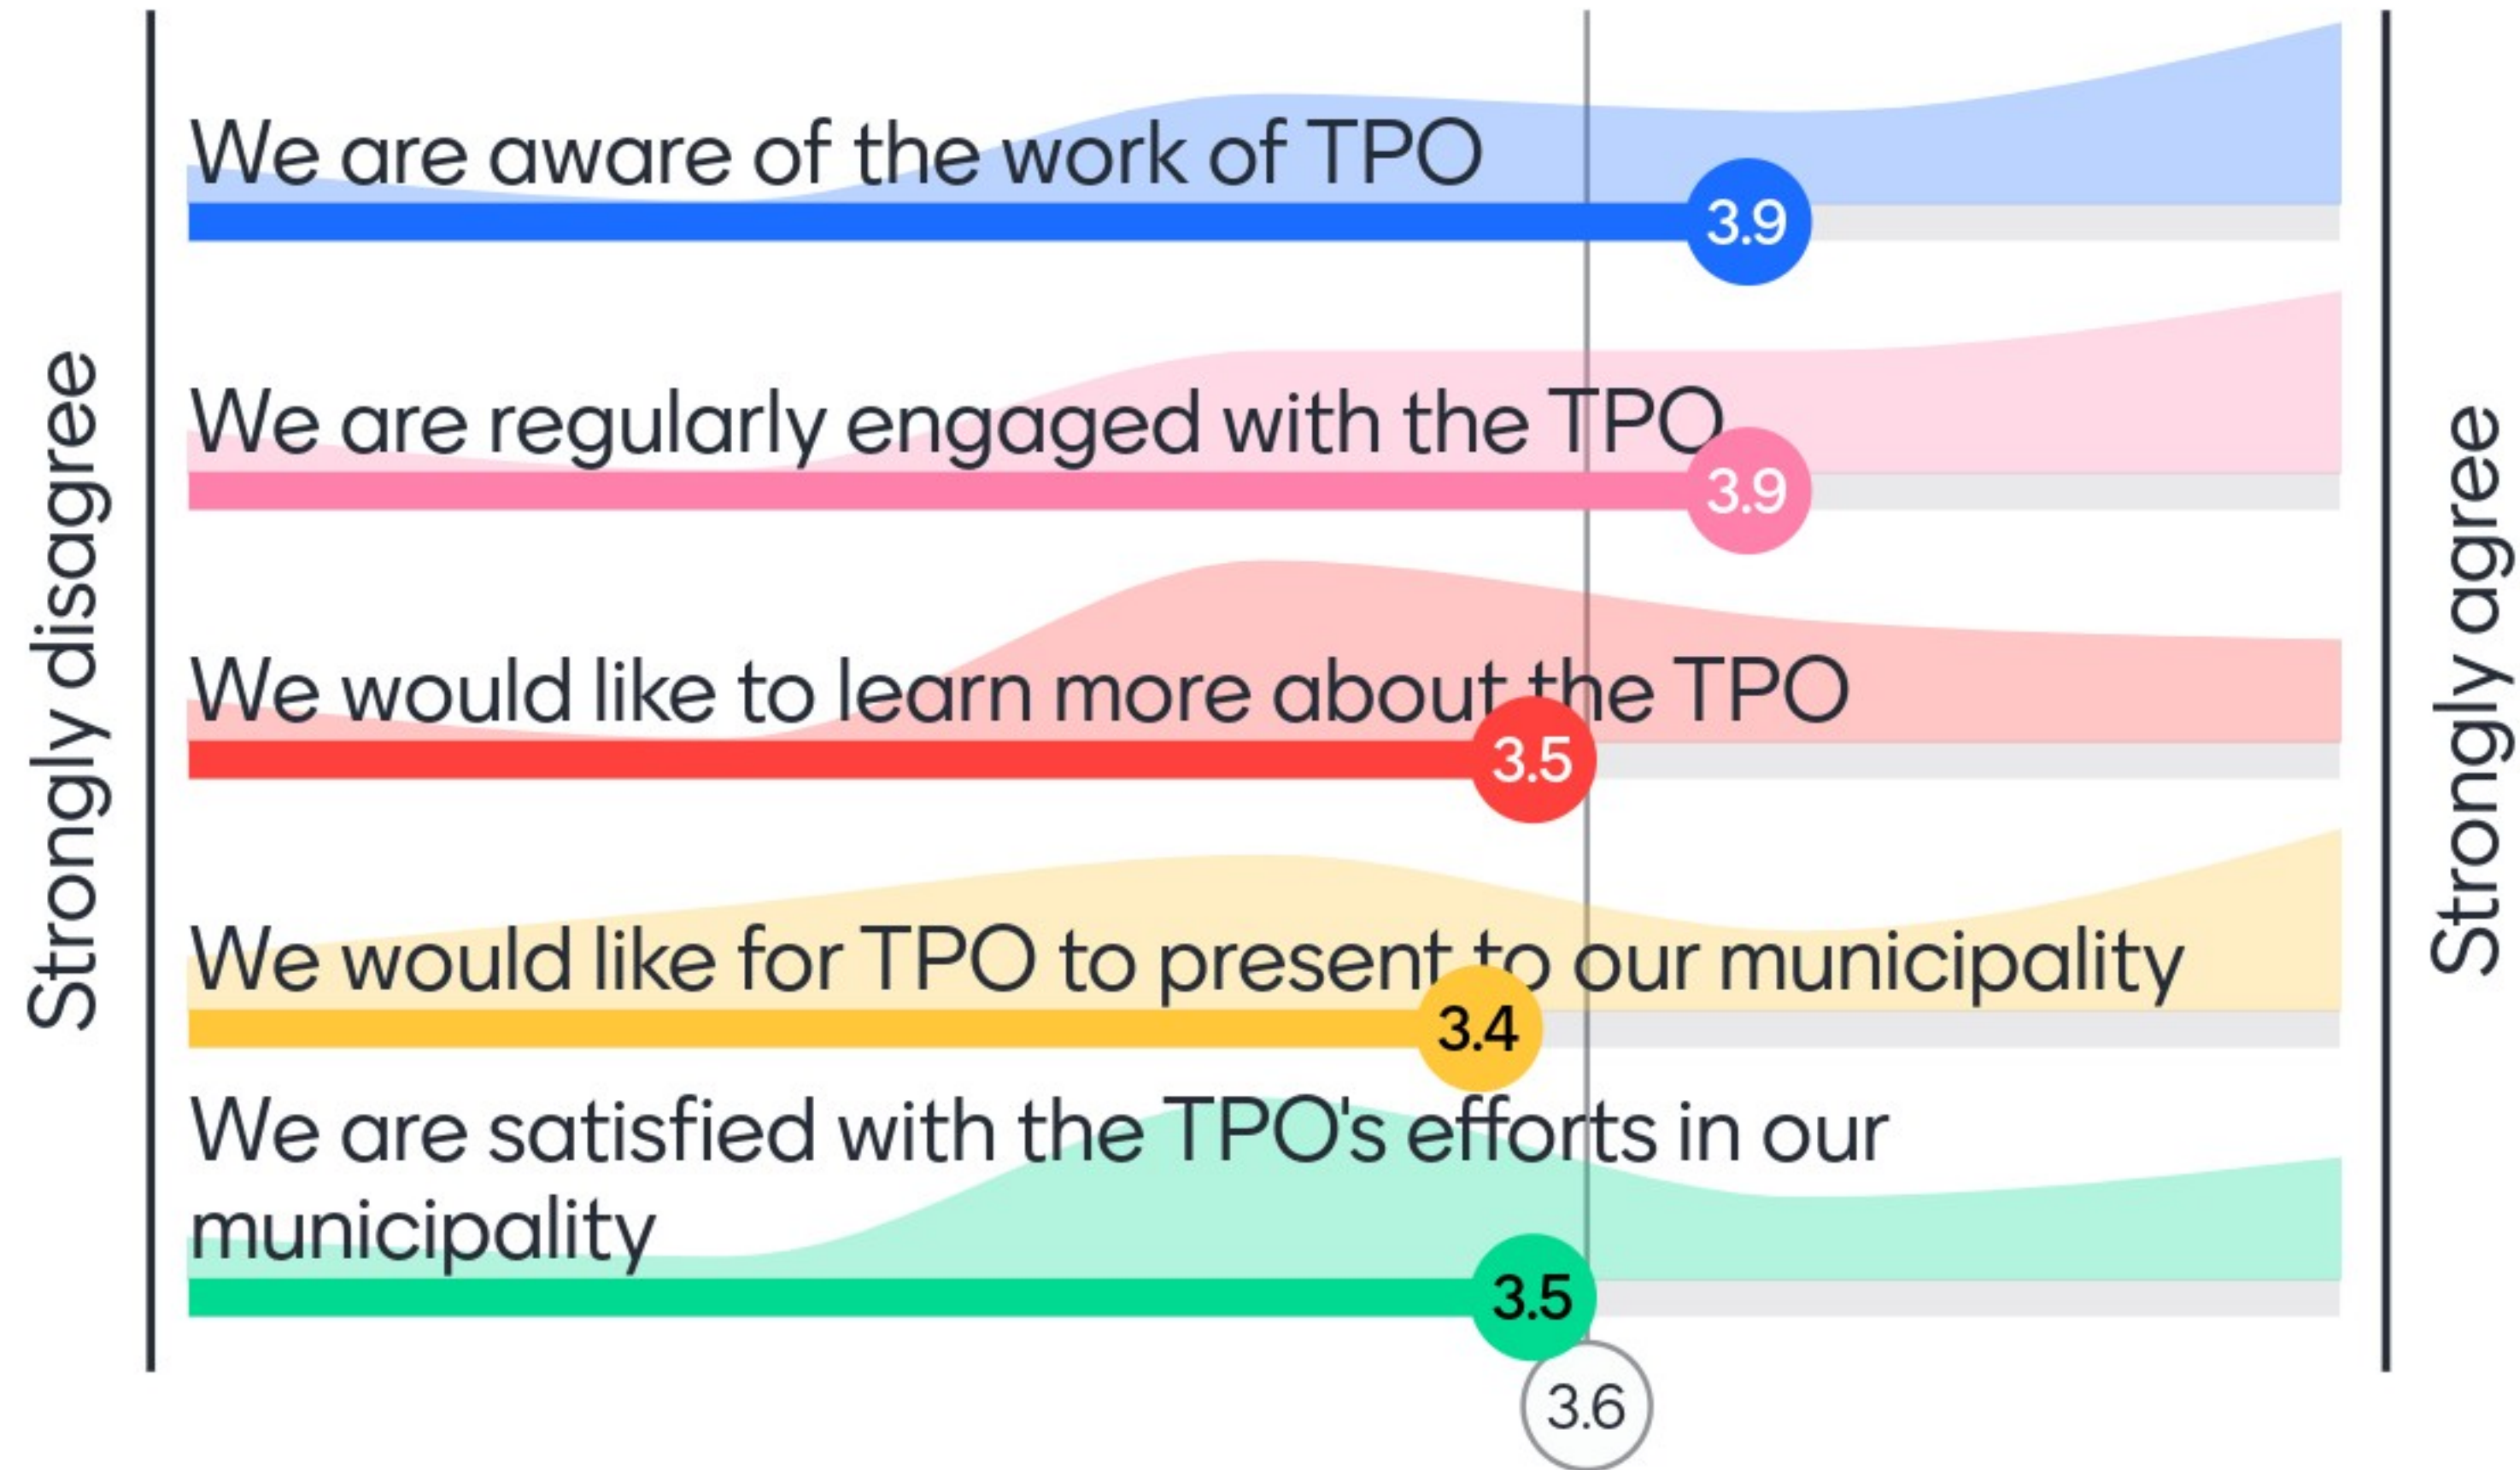 Strongly disagree
We are aware of the work of TPO
3.9
We are regularly engaged with the TPO
3.9
We would like to learn more about the TPO
3.5
We would like for TPO to present to our municipality
3.4
We are satisfied with the TPO's efforts in our
municipality
3.5
3.6
Strongly agree